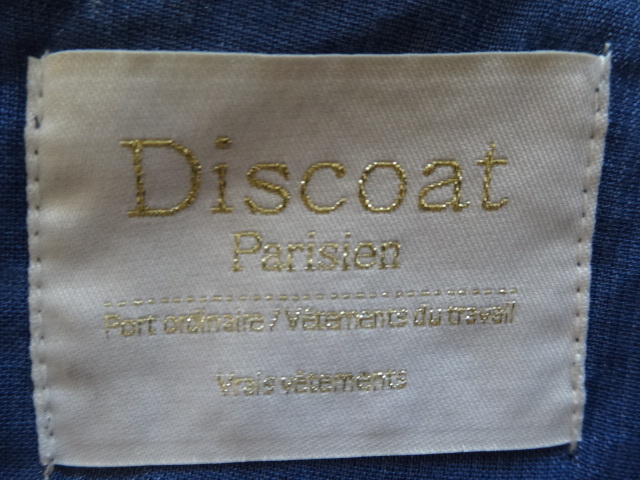 Discoat
Parisien
Port ordinaire / Vêtements du travail
Vrais vêtements